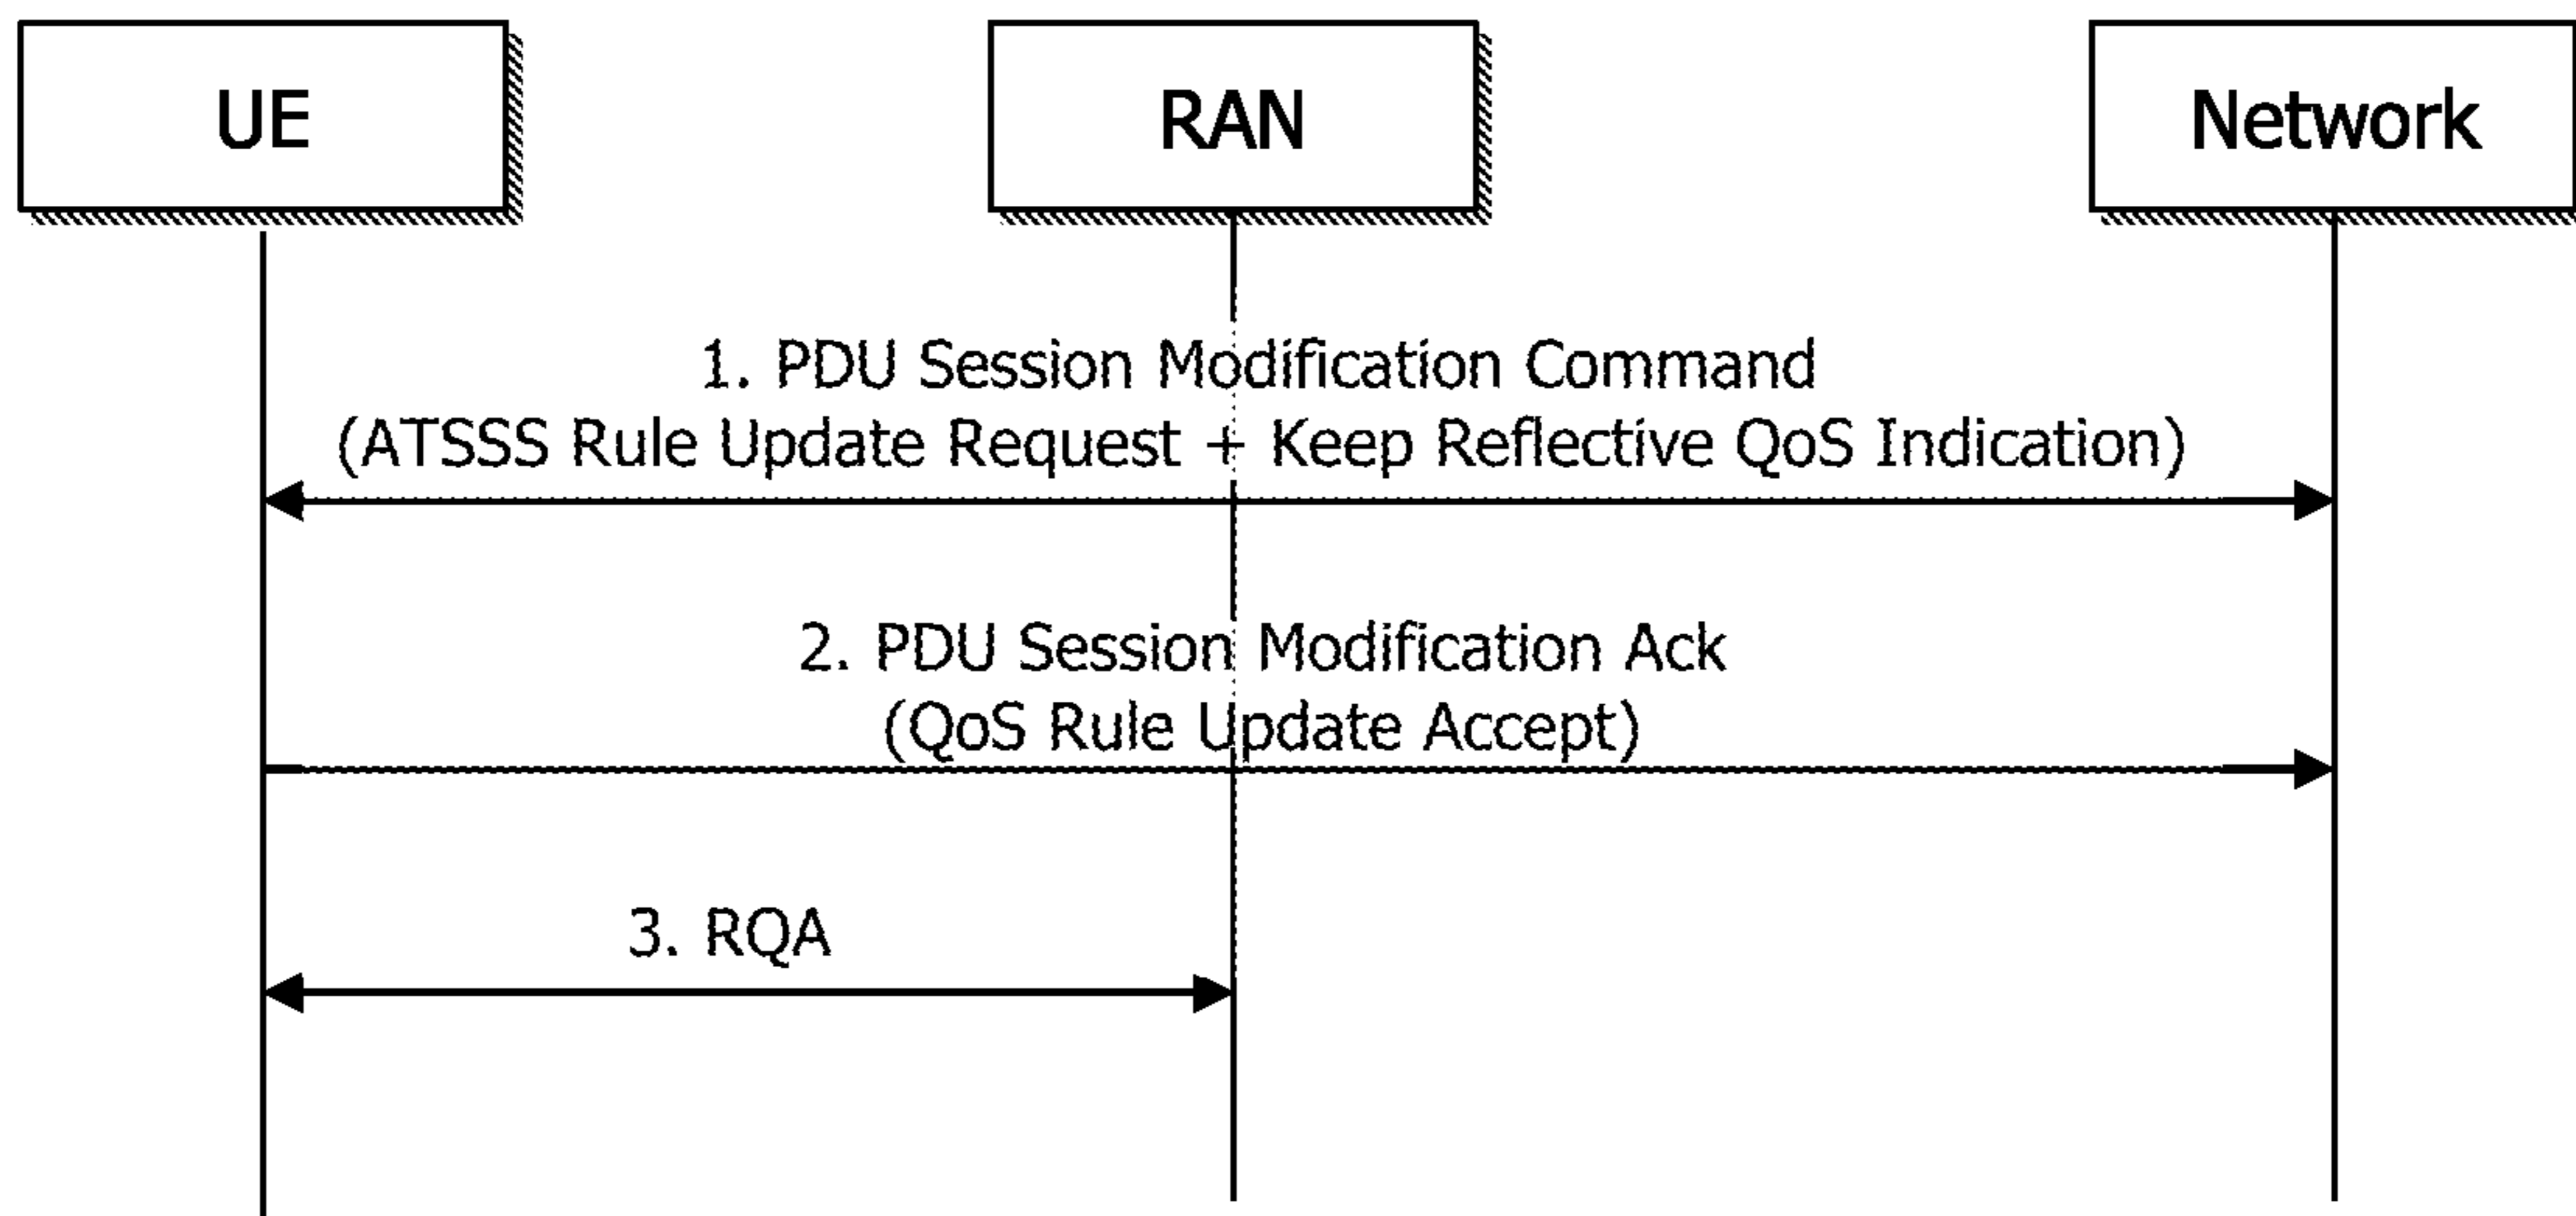 UE
RAN
Network
1. PDU Session Modification Command
(ATSSS Rule Update Request + Keep Reflective QoS Indication)
2. PDU Session Modification Ack
(QoS Rule Update Accept)
3. RQA